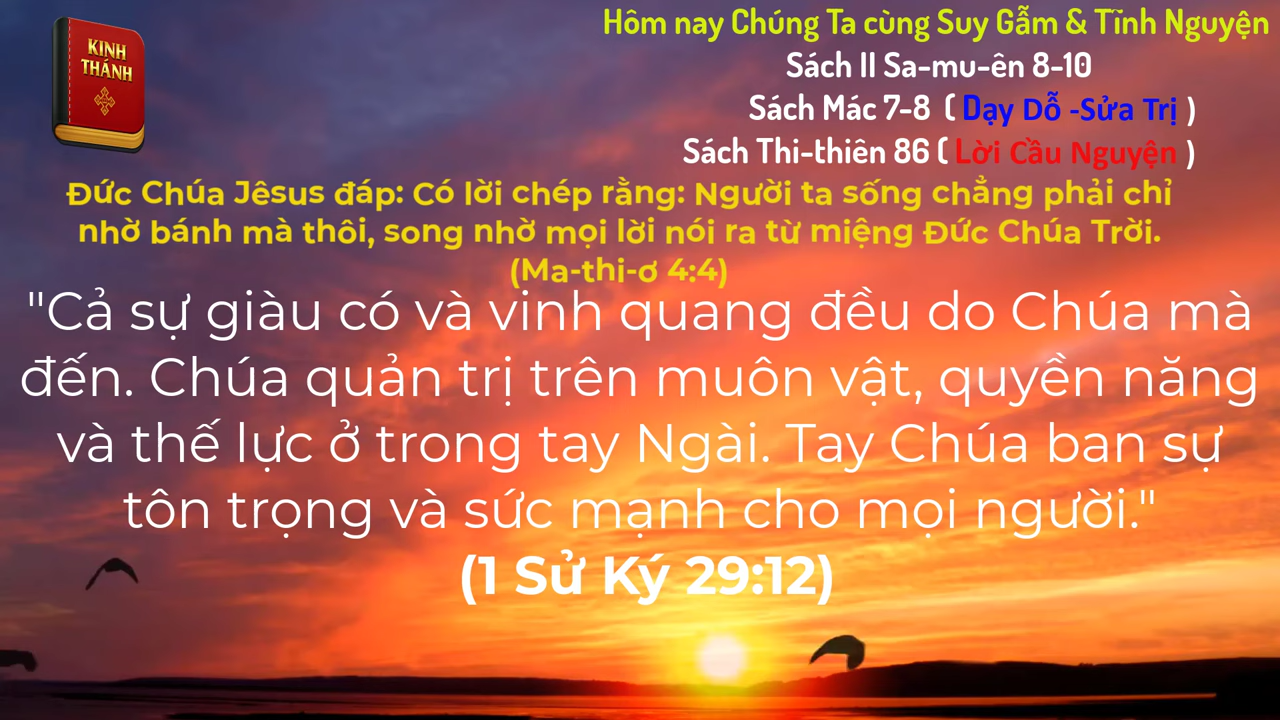 KINH
THÁNH
Hôm nay Chúng Ta cùng Suy Gẫm & Tĩnh Nguyện
Sách II Sa-mu-ên 8-10
Sách Mác 7-8 ( Dạy Dỗ -Sửa Trị )
Sách Thi-thiên 86 ( Lời Cầu Nguyện )
Đức Chúa Jêsus đáp: Có lời chép rằng: Người ta sống chẳng phải chỉ
nhờ bánh mà thôi, song nhờ mọi lời nói ra từ miệng Đức Chúa Trời.
(Ma-thi-ơ 4:4)
"Cả sự giàu có và vinh quang đều do Chúa mà
đến. Chúa quản trị trên muôn vật, quyền năng
và thế lực ở trong tay Ngài. Tay Chúa ban sự
tôn trọng và sức mạnh cho mọi người."
(1 Sử Ký 29:12)